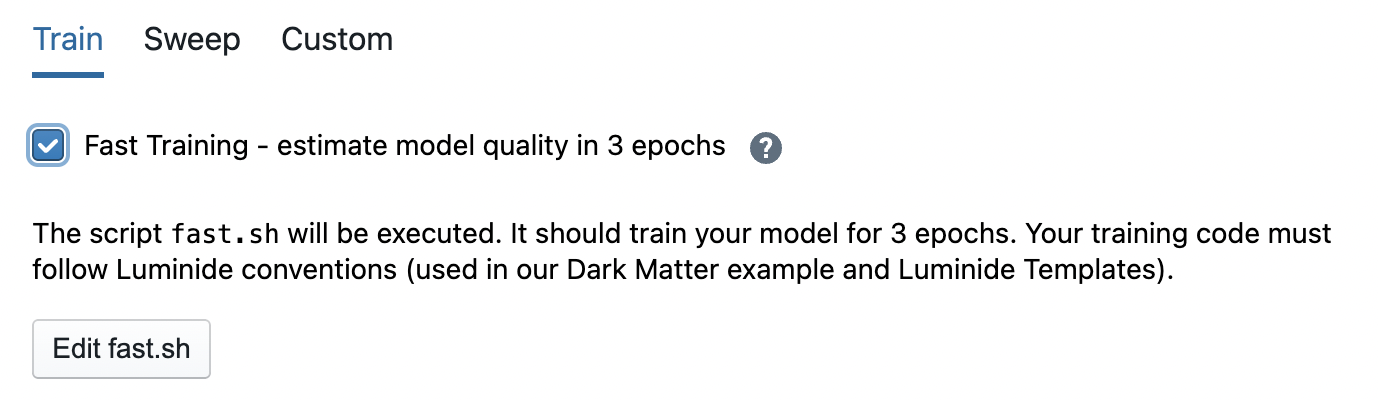 Train Sweep Custom
Fast Training - estimate model quality in 3 epochs ?
The script fast.sh will be executed. It should train your model for 3 epochs. Your training code must
follow Luminide conventions (used in our Dark Matter example and Luminide Templates).
Edit fast.sh